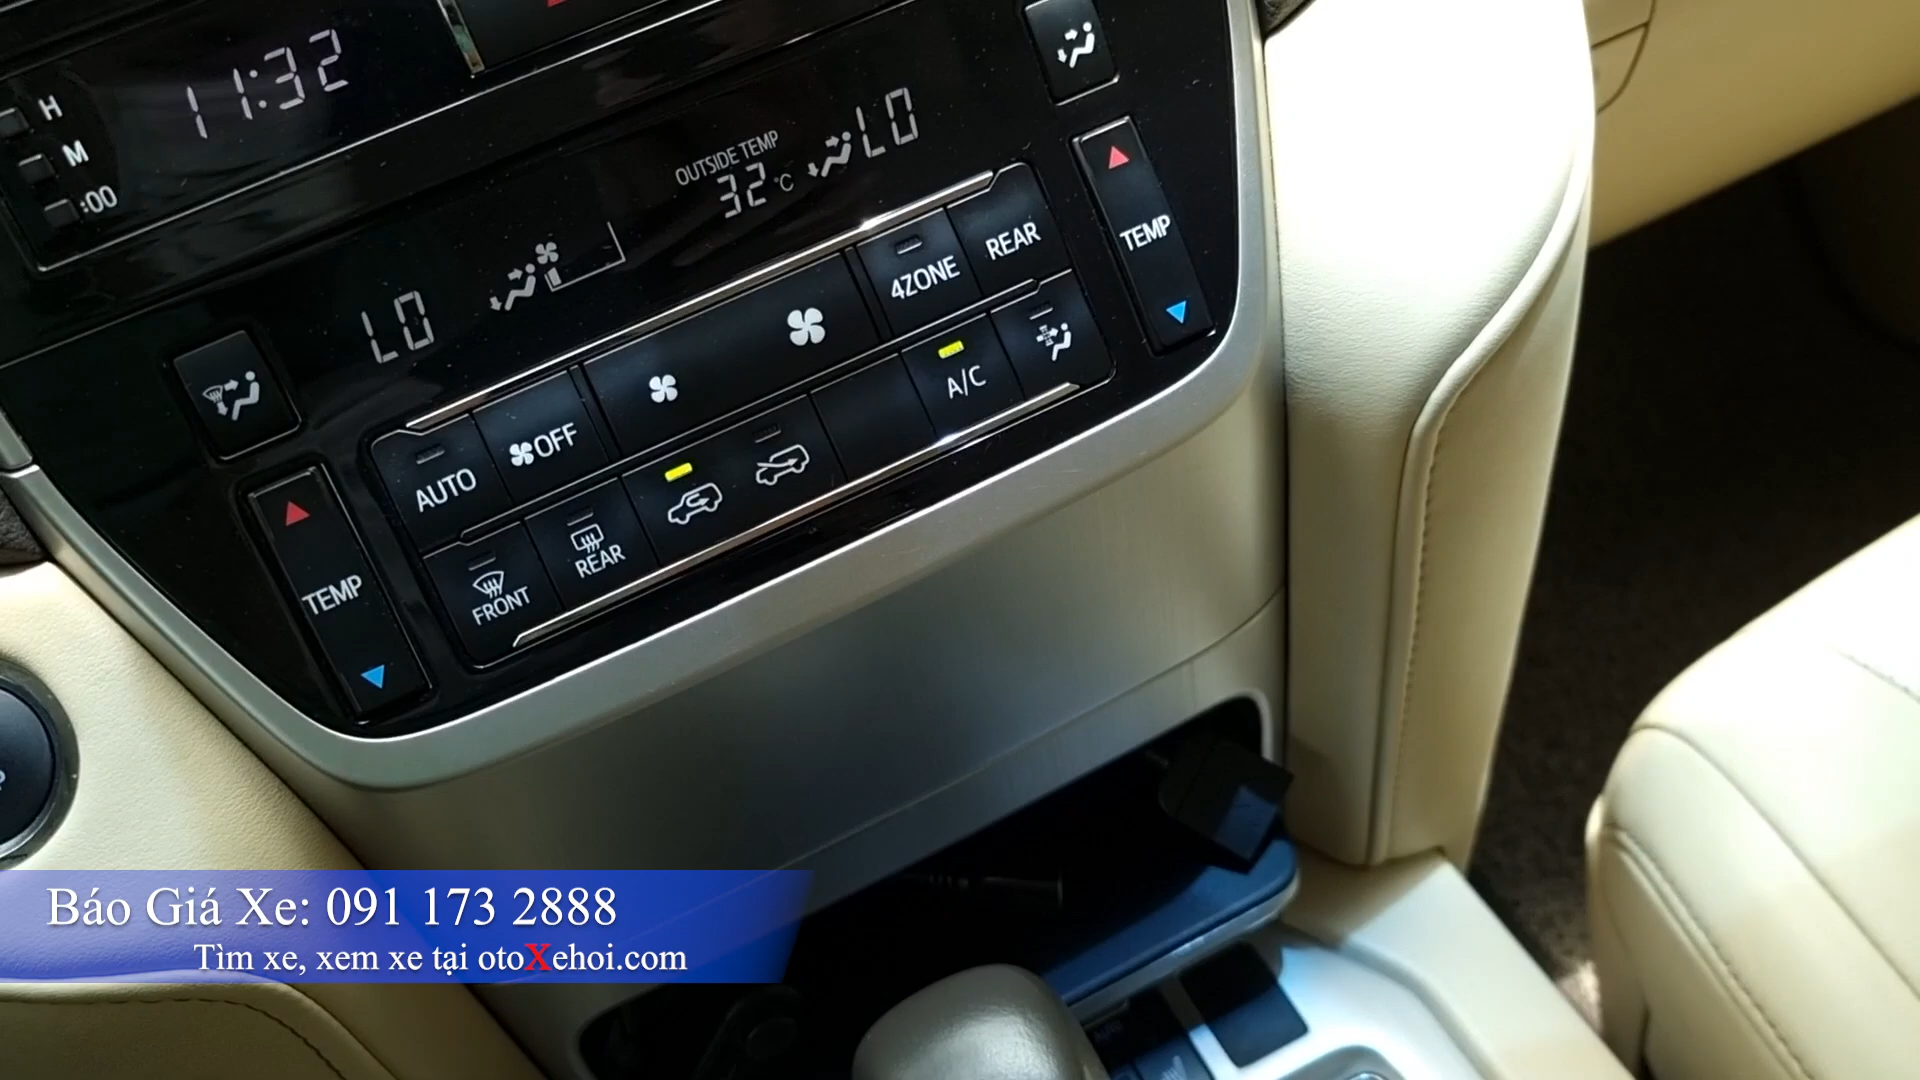 11:32
H
M
:00
OUTSIDE TEMP
32°C
LO
LO
TEMP
4ZONE
REAR
AUTO
OFF
A/C
TEMP
FRONT
REAR
Báo Giá Xe: 091 173 2888
Tìm xe, xem xe tại otoXehoi.com